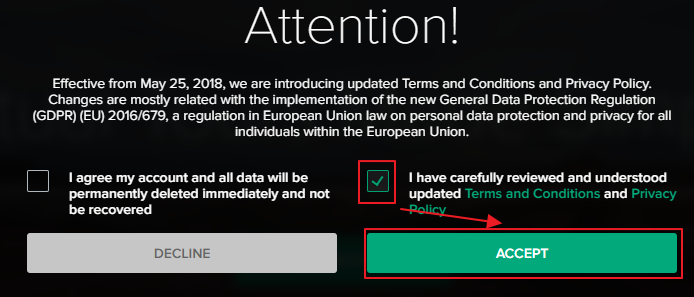 Attention!
Effective from May 25, 2018, we are introducing updated Terms and Conditions and Privacy Policy.
Changes are mostly related with the implementation of the new General Data Protection Regulation
(GDPR) (EU) 2016/679, a regulation in European Union law on personal data protection and privacy for all
individuals within the European Union.
I agree my account and all data will be
permanently deleted immediately and not
be recovered
I have carefully reviewed and understood
updated Terms and Conditions and Privacy
Policy
DECLINE
ACCEPT